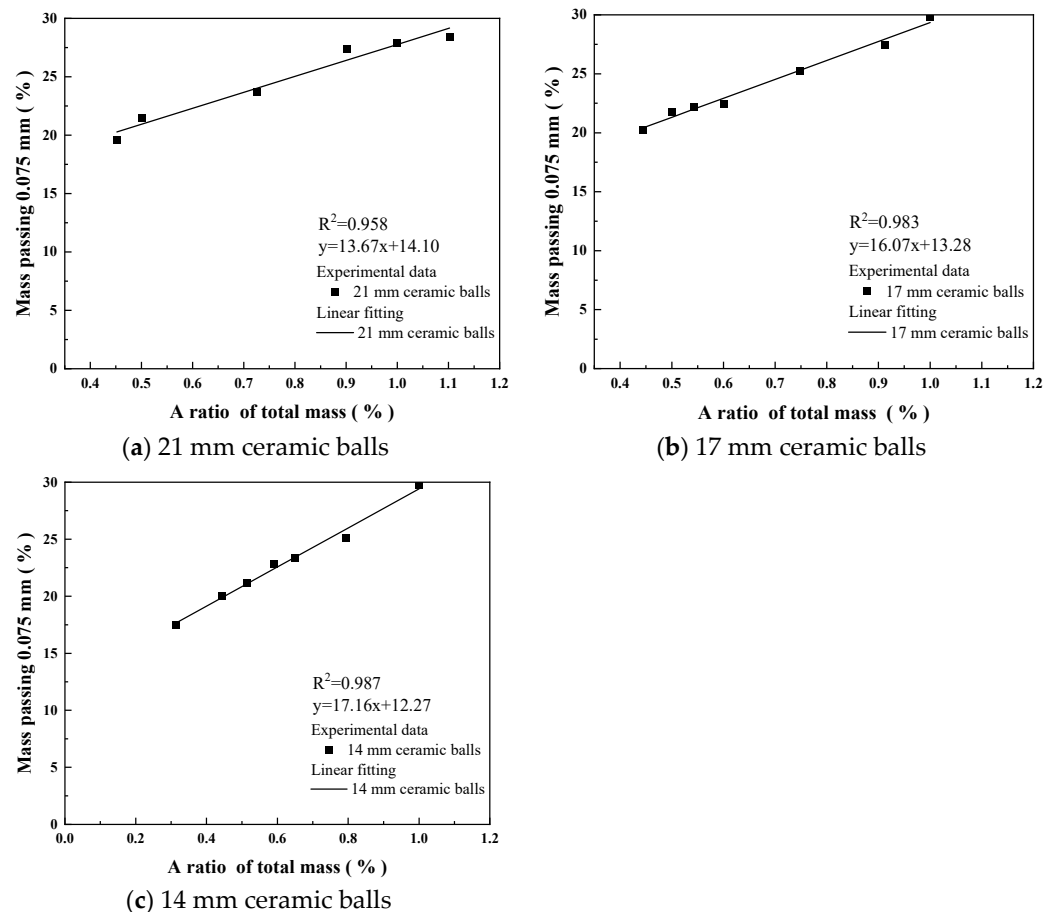 30
25
20
15
10
5
0
Mass passing 0.075 mm ( % )
R²=0.958
y=13.67x+14.10
Experimental data
21 mm ceramic balls
Linear fitting
21 mm ceramic balls
0.4 0.5 0.6 0.7 0.8 0.9 1.0 1.1 1.2
A ratio of total mass ( % )
(a) 21 mm ceramic balls
30
25
20
15
10
5
0
Mass passing 0.075 mm ( % )
R²=0.983
y=16.07x+13.28
Experimental data
17 mm ceramic balls
Linear fitting
17 mm ceramic balls
0.4 0.5 0.6 0.7 0.8 0.9 1.0 1.1 1.2
A ratio of total mass ( % )
(b) 17 mm ceramic balls
30
25
20
15
10
5
0
Mass passing 0.075 mm ( % )
R²=0.987
y=17.16x+12.27
Experimental data
14 mm ceramic balls
Linear fitting
14 mm ceramic balls
0.0 0.2 0.4 0.6 0.8 1.0 1.2
A ratio of total mass ( % )
(c) 14 mm ceramic balls